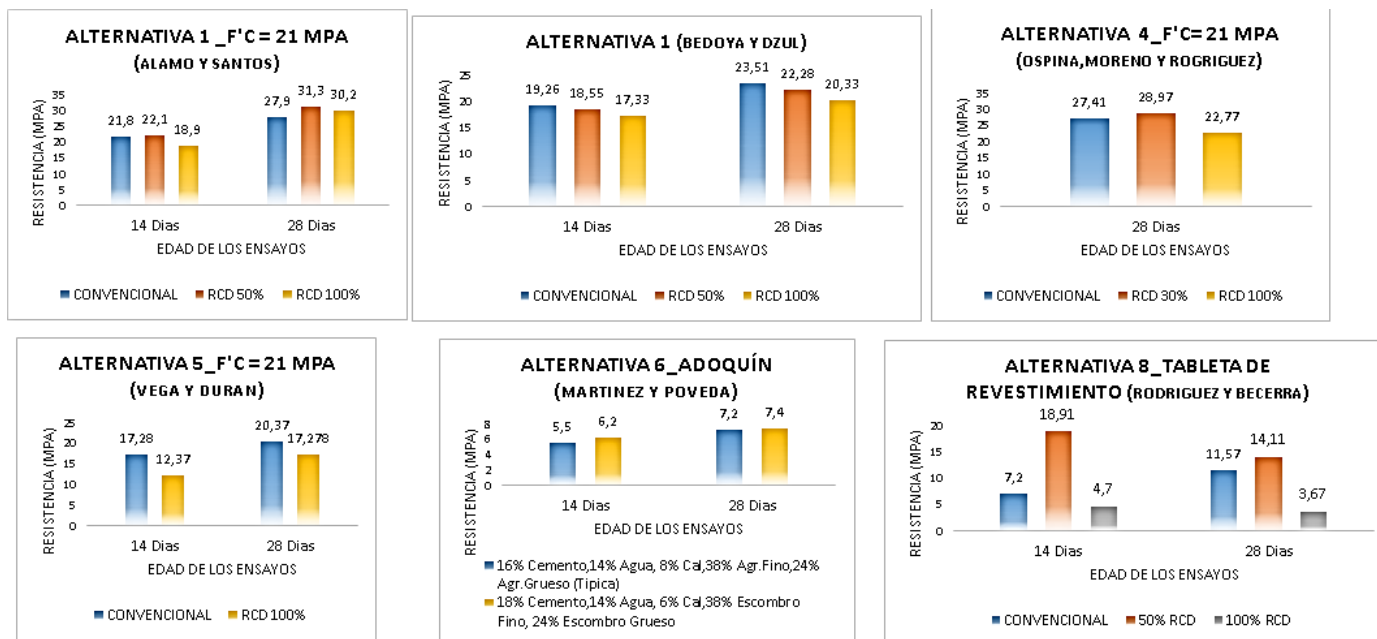 ALTERNATIVA 1 _F'C = 21 MPA
(ALAMO Y SANTOS)
RESISTENCIA (MPA)
35
30
25
20
15
10
5
0
21,8
22,1
18,9
27,9
31,3
30,2
14 Dias
28 Dias
EDAD DE LOS ENSAYOS
CONVENCIONAL
RCD 50%
RCD 100%
ALTERNATIVA 1 (BEDOYA Y DZUL)
RESISTENCIA (MPA)
25
20
15
10
5
0
19,26
18,55
17,33
23,51
22,28
20,33
14 Dias
28 Dias
EDAD DE LOS ENSAYOS
CONVENCIONAL
RCD 50%
RCD 100%
ALTERNATIVA 4_F'C= 21 MPA
(OSPINA,MORENO Y ROGRIGUEZ)
RESISTENCIA (MPA)
35
30
25
20
15
10
5
0
27,41
28,97
22,77
28 Dias
EDAD DE LOS ENSAYOS
CONVENCIONAL
RCD 30%
RCD 100%
ALTERNATIVA 5_F'C = 21 MPA
(VEGA Y DURAN)
RESISTENCIA (MPA)
25
20
15
10
5
0
17,28
12,37
20,37
17,278
14 Dias
28 Dias
EDAD DE LOS ENSAYOS
CONVENCIONAL
RCD 100%
ALTERNATIVA 6_ADOQUÍN
(MARTINEZ Y POVEDA)
RESISTENCIA (MPA)
8
6
4
2
0
5,5
6,2
7,2
7,4
14 Dias
28 Dias
EDAD DE LOS ENSAYOS
16% Cemento,14% Agua, 8% Cal,38% Agr.Fino,24%
Agr.Grueso (Tipica)
18% Cemento,14% Agua, 6% Cal,38% Escombro
Fino, 24% Escombro Grueso
ALTERNATIVA 8_TABLETA DE
REVESTIMIENTO (RODRIGUEZ Y BECERRA)
RESISTENCIA (MPA)
20
15
10
5
0
7,2
18,91
4,7
11,57
14,11
3,67
14 Dias
28 Dias
EDAD DE LOS ENSAYOS
CONVENCIONAL
50% RCD
100% RCD